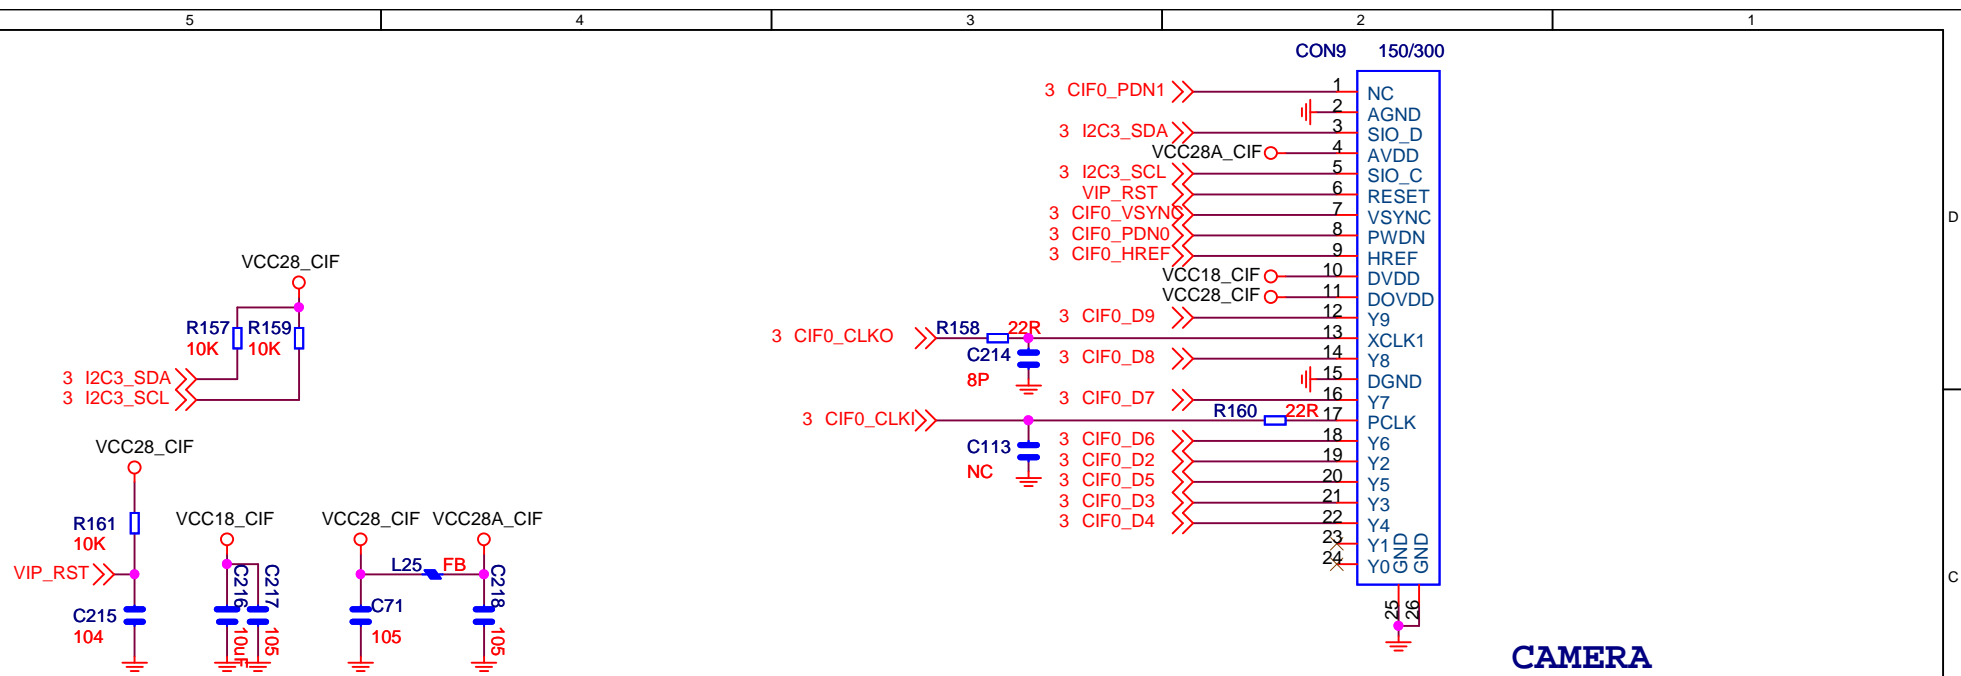 5 4 3 2 1
CON9 150/300
3 CIF0_PDN1 1 NC
2 AGND
3 I2C3_SDA 3 SIO_D
VCC28A_CIF 4 AVDD
3 I2C3_SCL 5 SIO_C
VIP_RST 6 RESET
3 CIF0_VSYNC 7 VSYNC
3 CIF0_PDN0 8 PWDN
3 CIF0_HREF 9 HREF
VCC18_CIF 10 DVDD
VCC28_CIF 11 DOVDD
3 CIF0_D9 12 Y9
3 CIF0_CLKO R158 22R 13 XCLK1
C214
8P
3 CIF0_D8 14 Y8
15 DGND
3 CIF0_D7 16 Y7
3 CIF0_CLKI R160 22R 17 PCLK
C113
NC
3 CIF0_D6 18 Y6
3 CIF0_D2 19 Y2
3 CIF0_D5 20 Y5
3 CIF0_D3 21 Y3
3 CIF0_D4 22 Y4
23 Y1
24 Y0
GND GND
25 26
D
C
VCC28_CIF
R157 R159
10K 10K
3 I2C3_SDA
3 I2C3_SCL
VCC28_CIF
R161
10K
VIP_RST
C215
104
VCC18_CIF
C216 C217
10uF 105
VCC28_CIF VCC28A_CIF
L25 FB
C71
105
C218
105
CAMERA